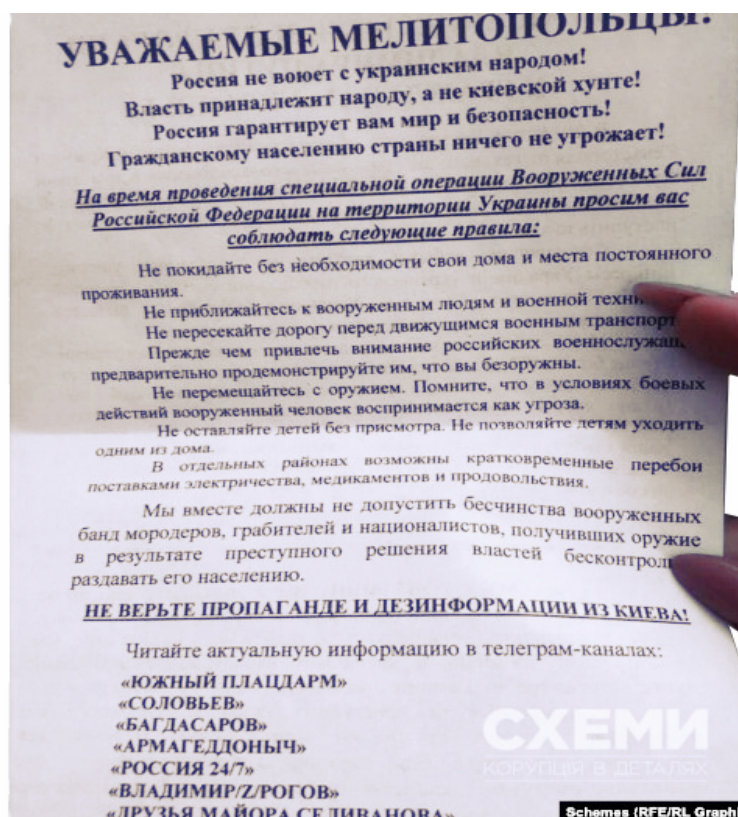 УВАЖАЕМЫЕ МЕЛИТОПОЛЬЦЫ!
Россия не воюет с украинским народом!
Власть принадлежит народу, а не киевской хунте!
Россия гарантирует вам мир и безопасность!
Гражданскому населению страны ничего не угрожает!
На время проведения специальной операции Вооруженных Сил
Российской Федерации на территории Украины просим вас
соблюдать следующие правила:
Не покидайте без необходимости свои дома и места постоянного
проживания.
Не приближайтесь к вооруженным людям и военной
Не пересекайте дорогу перед движущимся военным
Прежде чем привлечь внимание российских
предварительно продемонстрируйте им, что вы безоружны.
Не перемещайтесь с оружием. Помните, что в условиях боевых
действий вооруженный человек воспринимается как угроза.
Не оставляйте детей без присмотра. Не позволяйте детям уходить
одним из дома.
В отдельных районах возможны кратковременные перебои
поставками электричества, медикаментов и продовольствия.
Мы вместе должны не допустить бесчинства вооруженных
банд мородеров, грабителей и националистов, получивших оружие
в результате преступного решения властей
раздавать его населению.
НЕ ВЕРЬТЕ ПРОПАГАНДЕ И ДЕЗИНФОРМАЦИИ ИЗ КИЕВА!
Читайте актуальную информацию в телеграм-каналах:
«ЮЖНЫЙ ПЛАЦДАРМ»
«СОЛОВЬЕВ»
«БАГДАСАРОВ»
«АРМАГЕДДОНЫЧ»
«РОССИЯ 24/7»
«ВЛАДИМИР/Z/РОГОВ»
«ДРУЗЬЯ МАЙОРА СЕЛИВАНОВА»
СХЕМИ
КОРУПЦІЯ В ДЕТАЛЯХ
Schemes (RFE/RL Graph